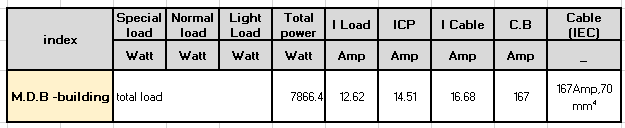 index Special load Normal load Light Load Total power I Load ICP I Cable C.B Cable (IEC)
Watt Watt Watt Watt Amp Amp Amp Amp _
M.D.B -building total load 7866.4 12.62 14.51 16.68 167 167Amp,70 mm⁴